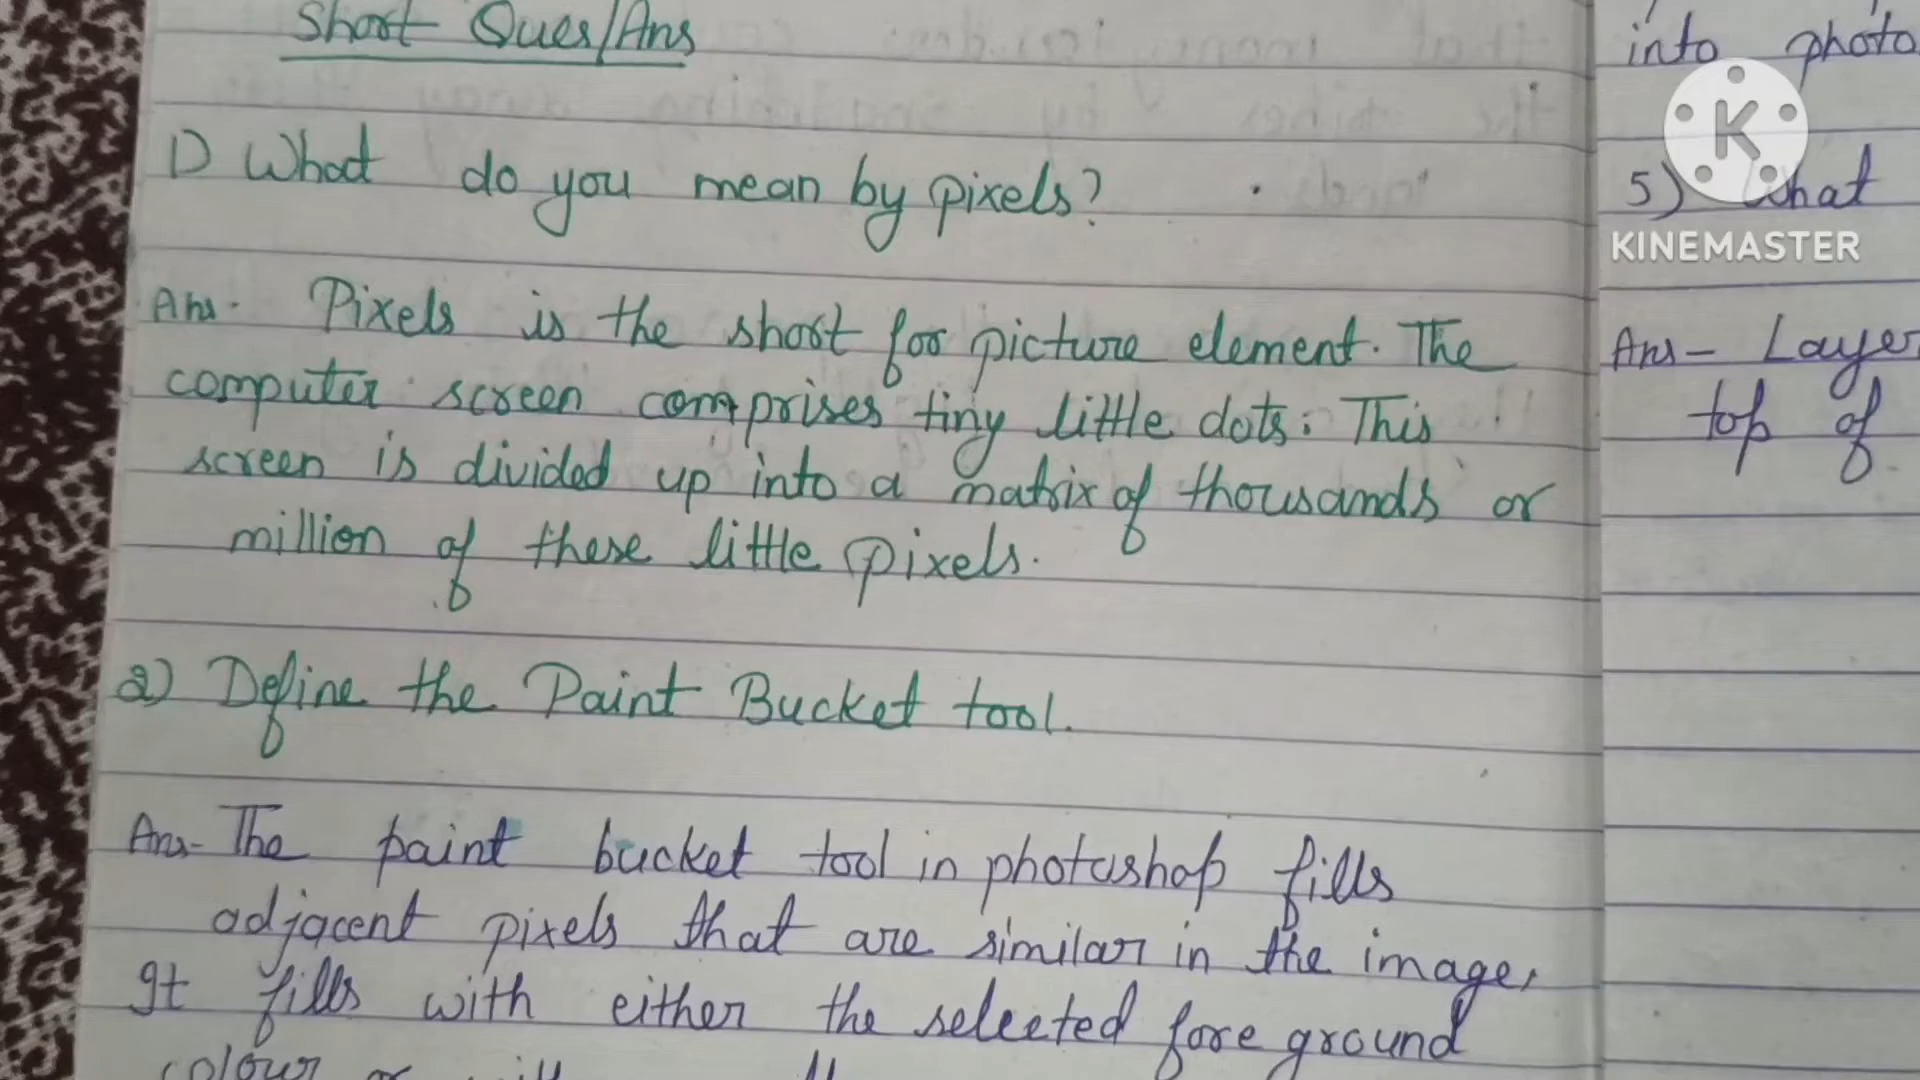 Short Ques/Ans
1) What do you mean by pixels?
Ans. Pixels is the short for picture element. The
computer screen comprises tiny little dots. This
screen is divided up into a matrix of thousands or
million of these little pixels.
2) Define the Paint Bucket tool.
Ans- The paint bucket tool in photoshop fills
adjacent pixels that are similar in the image,
It fills with either the selected fore ground
colour or
into photo
5) What
Ans- Layer
top of
K
KINEMASTER